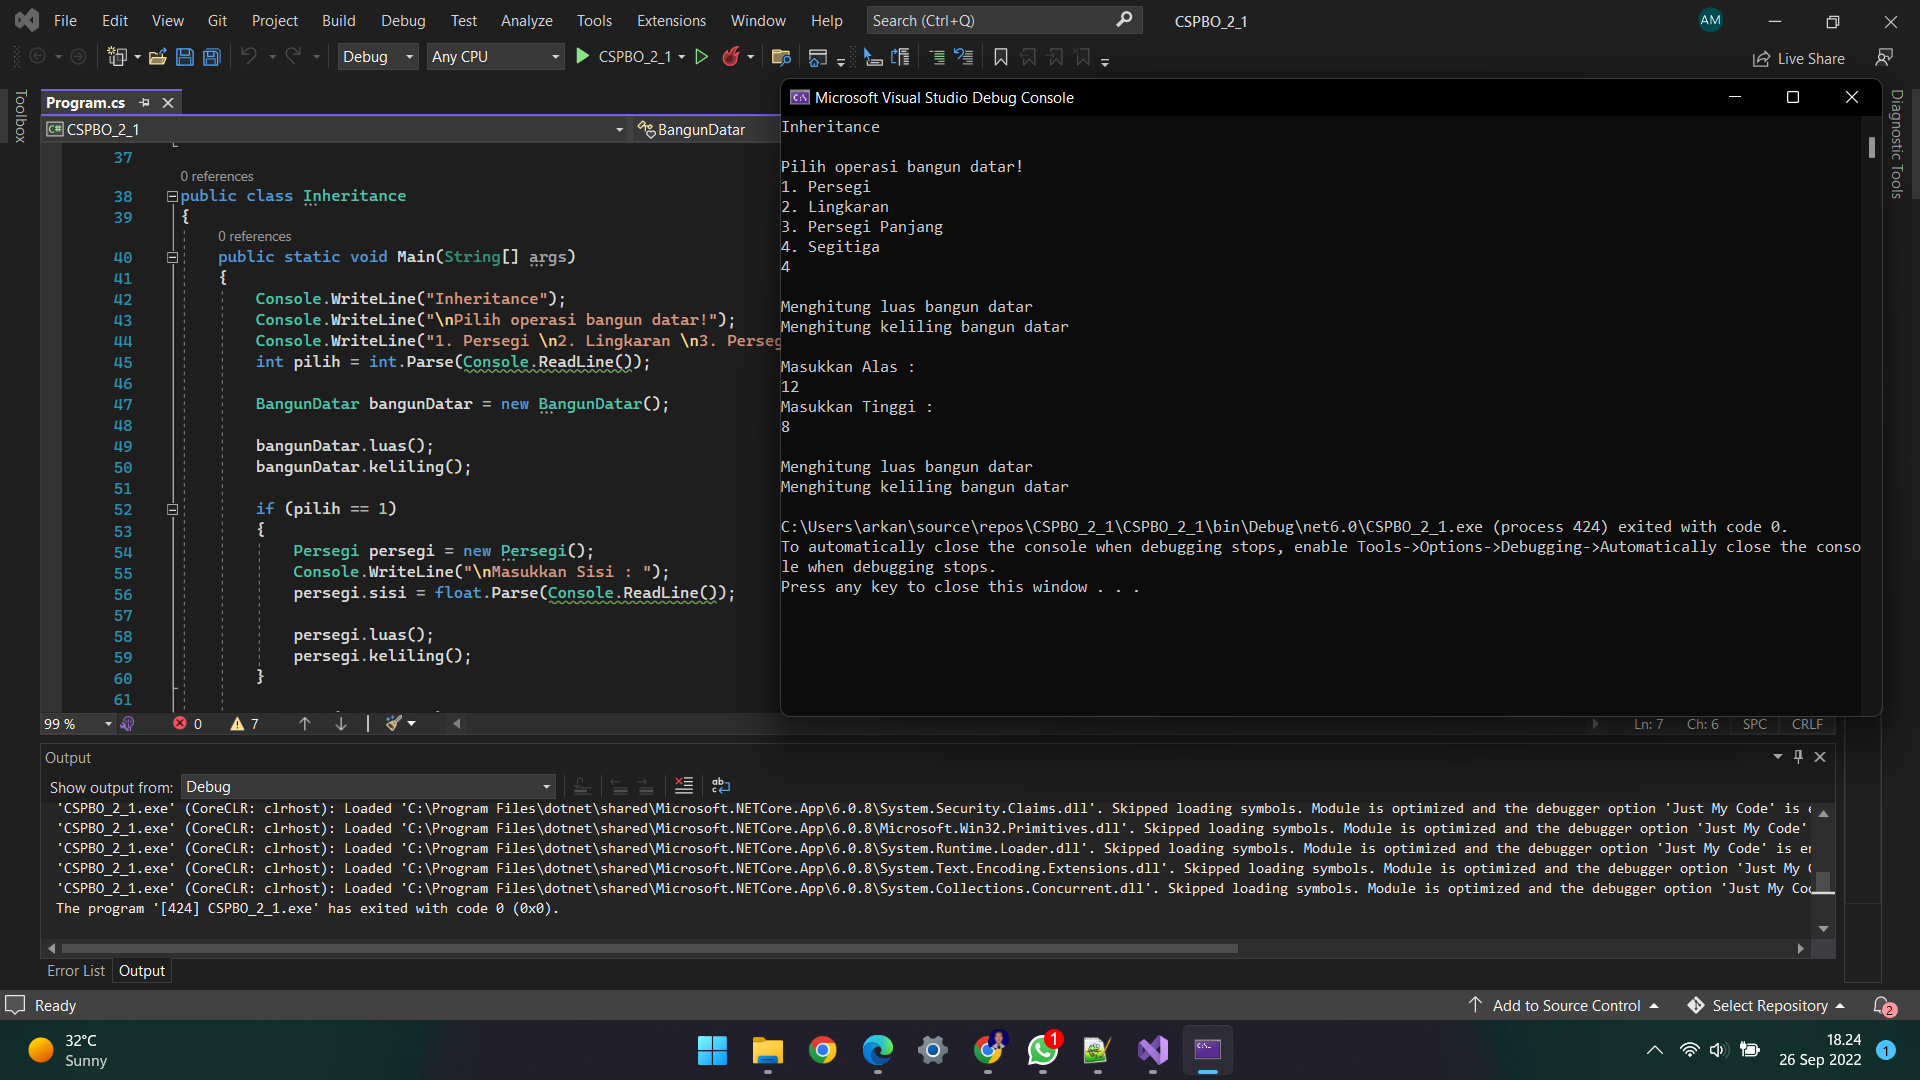 File Edit View Git Project Build Debug Test Analyze Tools Extensions Window Help Search (Ctrl+Q) CSPBO_2_1 AM
Debug Any CPU CSPBO_2_1 Live Share
Toolbox
Program.cs
CSPBO_2_1 BangunDatar
37
0 references
38 public class Inheritance
39 {
0 references
40 public static void Main(String[] args)
41 {
42 Console.WriteLine("Inheritance");
43 Console.WriteLine("\nPilih operasi bangun datar!");
44 Console.WriteLine("1. Persegi \n2. Lingkaran \n3. Perseg
45 int pilih = int.Parse(Console.ReadLine());
46
47 BangunDatar bangunDatar = new BangunDatar();
48
49 bangunDatar.luas();
50 bangunDatar.keliling();
51
52 if (pilih == 1)
53 {
54 Persegi persegi = new Persegi();
55 Console.WriteLine("\nMasukkan Sisi : ");
56 persegi.sisi = float.Parse(Console.ReadLine());
57
58 persegi.luas();
59 persegi.keliling();
60 }
61
99 % 0 7 Ln: 7 Ch: 6 SPC CRLF
Microsoft Visual Studio Debug Console
Inheritance
Pilih operasi bangun datar!
1. Persegi
2. Lingkaran
3. Persegi Panjang
4. Segitiga
4
Menghitung luas bangun datar
Menghitung keliling bangun datar
Masukkan Alas :
12
Masukkan Tinggi :
8
Menghitung luas bangun datar
Menghitung keliling bangun datar
C:\Users\arkan\source\repos\CSPBO_2_1\CSPBO_2_1\bin\Debug\net6.0\CSPBO_2_1.exe (process 424) exited with code 0.
To automatically close the console when debugging stops, enable Tools->Options->Debugging->Automatically close the conso
le when debugging stops.
Press any key to close this window . . .
Diagnostic Tools
Output
Show output from: Debug
'CSPBO_2_1.exe' (CoreCLR: clrhost): Loaded 'C:\Program Files\dotnet\shared\Microsoft.NETCore.App\6.0.8\System.Security.Claims.dll'. Skipped loading symbols. Module is optimized and the debugger option 'Just My Code' is
'CSPBO_2_1.exe' (CoreCLR: clrhost): Loaded 'C:\Program Files\dotnet\shared\Microsoft.NETCore.App\6.0.8\Microsoft.Win32.Primitives.dll'. Skipped loading symbols. Module is optimized and the debugger option 'Just My Code'
'CSPBO_2_1.exe' (CoreCLR: clrhost): Loaded 'C:\Program Files\dotnet\shared\Microsoft.NETCore.App\6.0.8\System.Runtime.Loader.dll'. Skipped loading symbols. Module is optimized and the debugger option 'Just My Code' is e
'CSPBO_2_1.exe' (CoreCLR: clrhost): Loaded 'C:\Program Files\dotnet\shared\Microsoft.NETCore.App\6.0.8\System.Text.Encoding.Extensions.dll'. Skipped loading symbols. Module is optimized and the debugger option 'Just My
'CSPBO_2_1.exe' (CoreCLR: clrhost): Loaded 'C:\Program Files\dotnet\shared\Microsoft.NETCore.App\6.0.8\System.Collections.Concurrent.dll'. Skipped loading symbols. Module is optimized and the debugger option 'Just My Co
The program '[424] CSPBO_2_1.exe' has exited with code 0 (0x0).
Error List Output
Ready Add to Source Control Select Repository 2
32°C
Sunny
1
18.24
26 Sep 2022
1